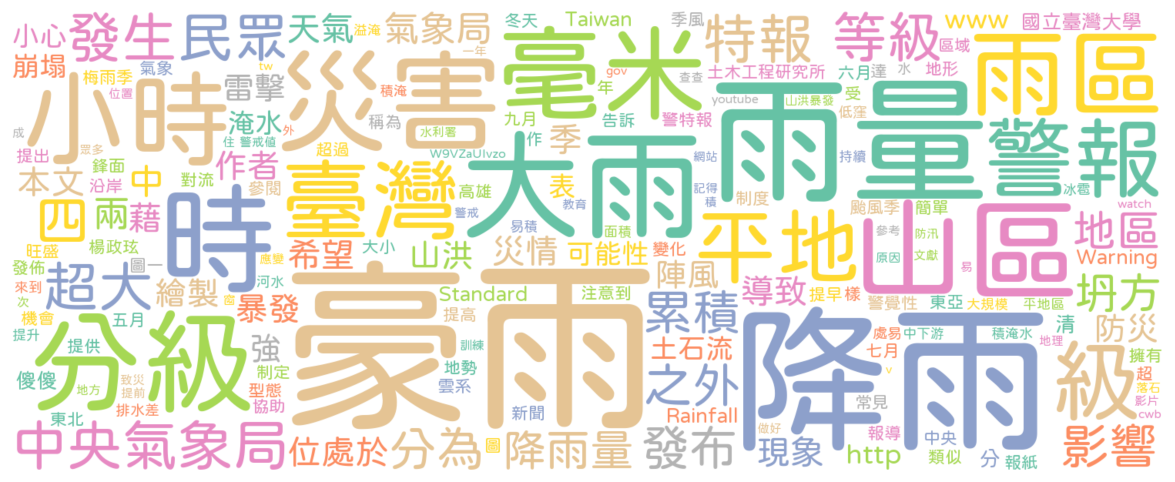 小心
發生
民眾
天氣
溢淹
氣象局
冬天
Taiwan
季風
特報
等級
www
國立臺灣大學
崩塌
梅雨季
氣象
tw
一年
毫米
gov
查查
土木工程研究所
區域
六月
達
水
地形
雨區
位置
雷擊
積淹
災害
年
youtube
山洪暴發
受
低窪
小時
稱為
水利署
九月
作
告訴
警特報
雨量
警報
成
眾多
淹水
外
住
警戒值
季
W9VZaUIvzo
提出
鋒面
作者
超過
大雨
網站
持續
冰雹
本文
中
沿岸
對流
參閱
臺灣
高雄
表
教育
記得
積
制度
颱風季
簡單
watch
四
兩
藉
時
警戒
易積
面積
平地
參考
防汛
山區
地區
旺盛
楊政玹
希望
大小
山洪
災情
可能性
變化
原因
文獻
易
Warning
發佈
圖一
應變
來到
次
超大
繪製
河水
窗
豪雨
陣風
導致
提早
樣
警覺性
東亞
大規模
平地區
坍方
機會
五月
暴發
Standard
注意到
累積
降雨
處易
中下游
積淹水
清
防災
提升
分級
提供
強
提高
訓練
土石流
七月
地理
級
擁有
傻傻
地方
致災
提前
制定
型態
地勢
雲系
之外
v
超
落石
東北
排水差
協助
新聞
Rainfall
常見
影片
cwb
中央氣象局
位處於
分為
圖
降雨量
做好
發布
現象
http
報導
中央
類似
分
報紙
影響